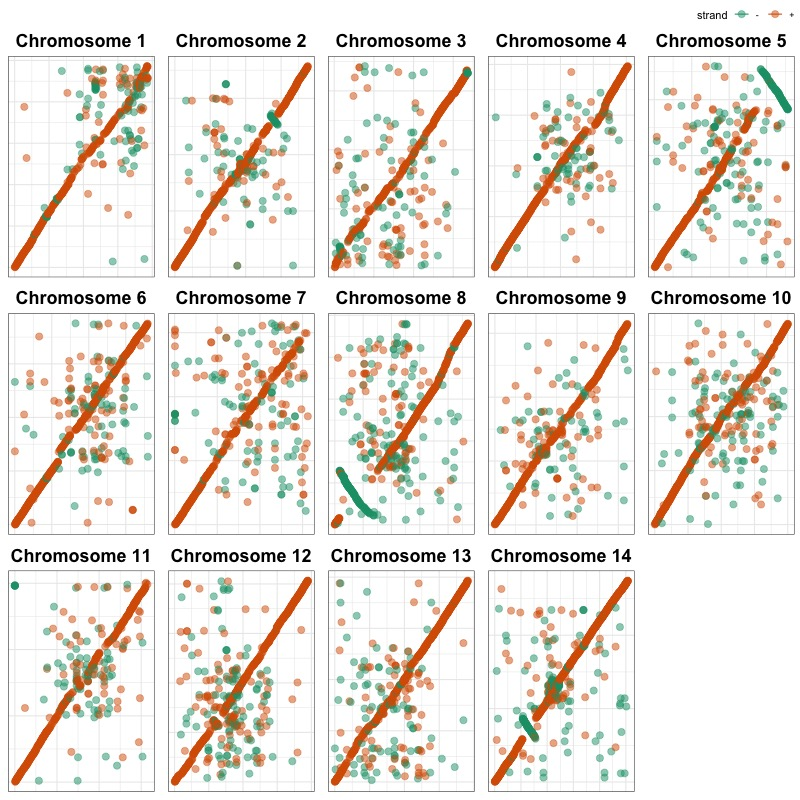 strand - +
Chromosome 1
Chromosome 2
Chromosome 3
Chromosome 4
Chromosome 5
Chromosome 6
Chromosome 7
Chromosome 8
Chromosome 9
Chromosome 10
Chromosome 11
Chromosome 12
Chromosome 13
Chromosome 14